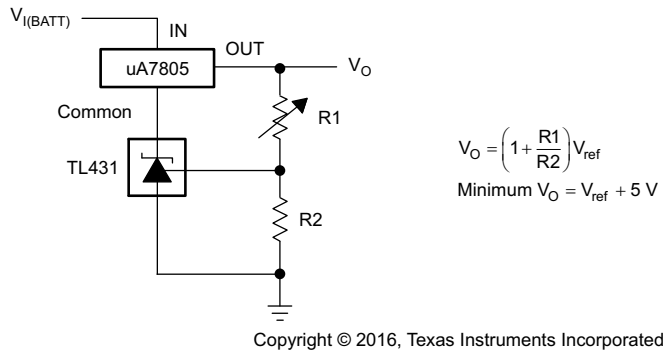 V_I(BATT)
IN
OUT
uA7805
V_O
Common
R1
TL431
V_O = (1 + R1/R2) V_ref
Minimum V_O = V_ref + 5 V
R2
Copyright © 2016, Texas Instruments Incorporated